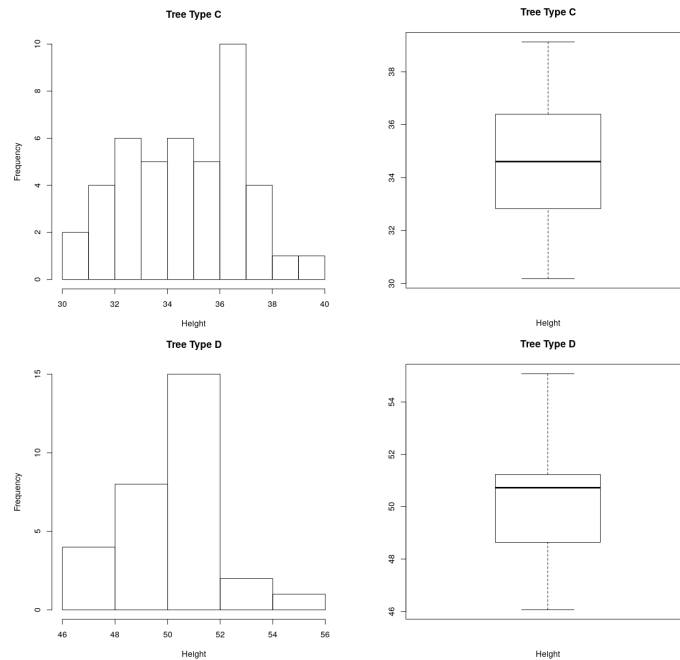 Tree Type C
Frequency
0 2 4 6 8 10
30 32 34 36 38 40
Height
Tree Type C
30 32 34 36 38
Height
Tree Type D
Frequency
0 5 10 15
46 48 50 52 54 56
Height
Tree Type D
46 48 50 52 54
Height